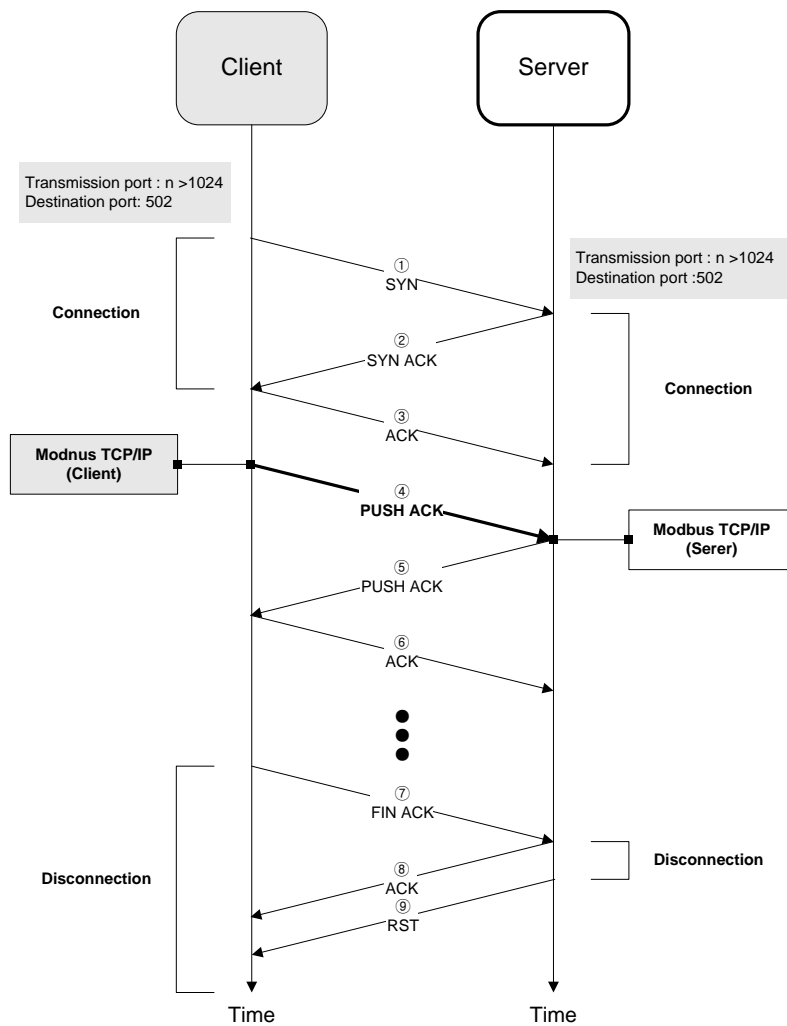 Client
Server
Transmission port : n >1024
Destination port: 502
Transmission port : n >1024
Destination port :502
①
SYN
Connection
②
SYN ACK
Connection
③
ACK
Modnus TCP/IP
(Client)
④
PUSH ACK
Modbus TCP/IP
(Serer)
⑤
PUSH ACK
⑥
ACK
⑦
FIN ACK
Disconnection
Disconnection
⑧
ACK
⑨
RST
Time
Time